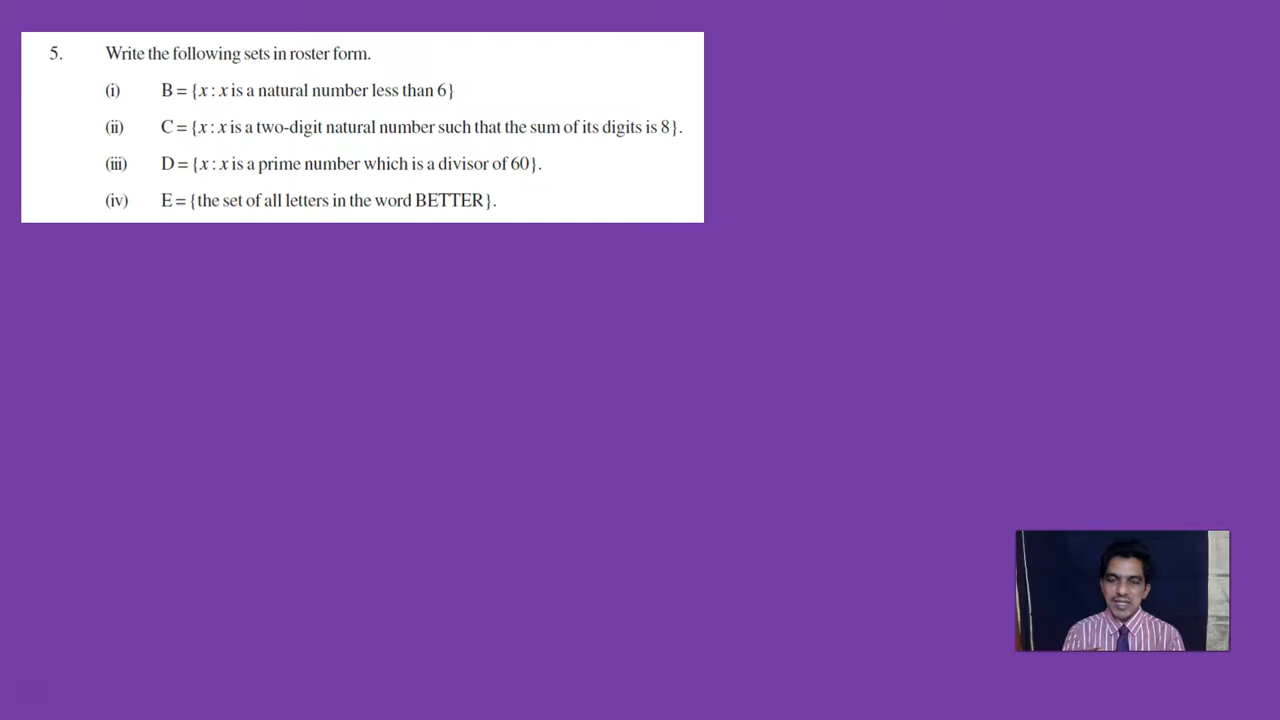 5. Write the following sets in roster form.
(i) B = {x : x is a natural number less than 6}
(ii) C = {x : x is a two-digit natural number such that the sum of its digits is 8}.
(iii) D = {x : x is a prime number which is a divisor of 60}.
(iv) E = {the set of all letters in the word BETTER}.